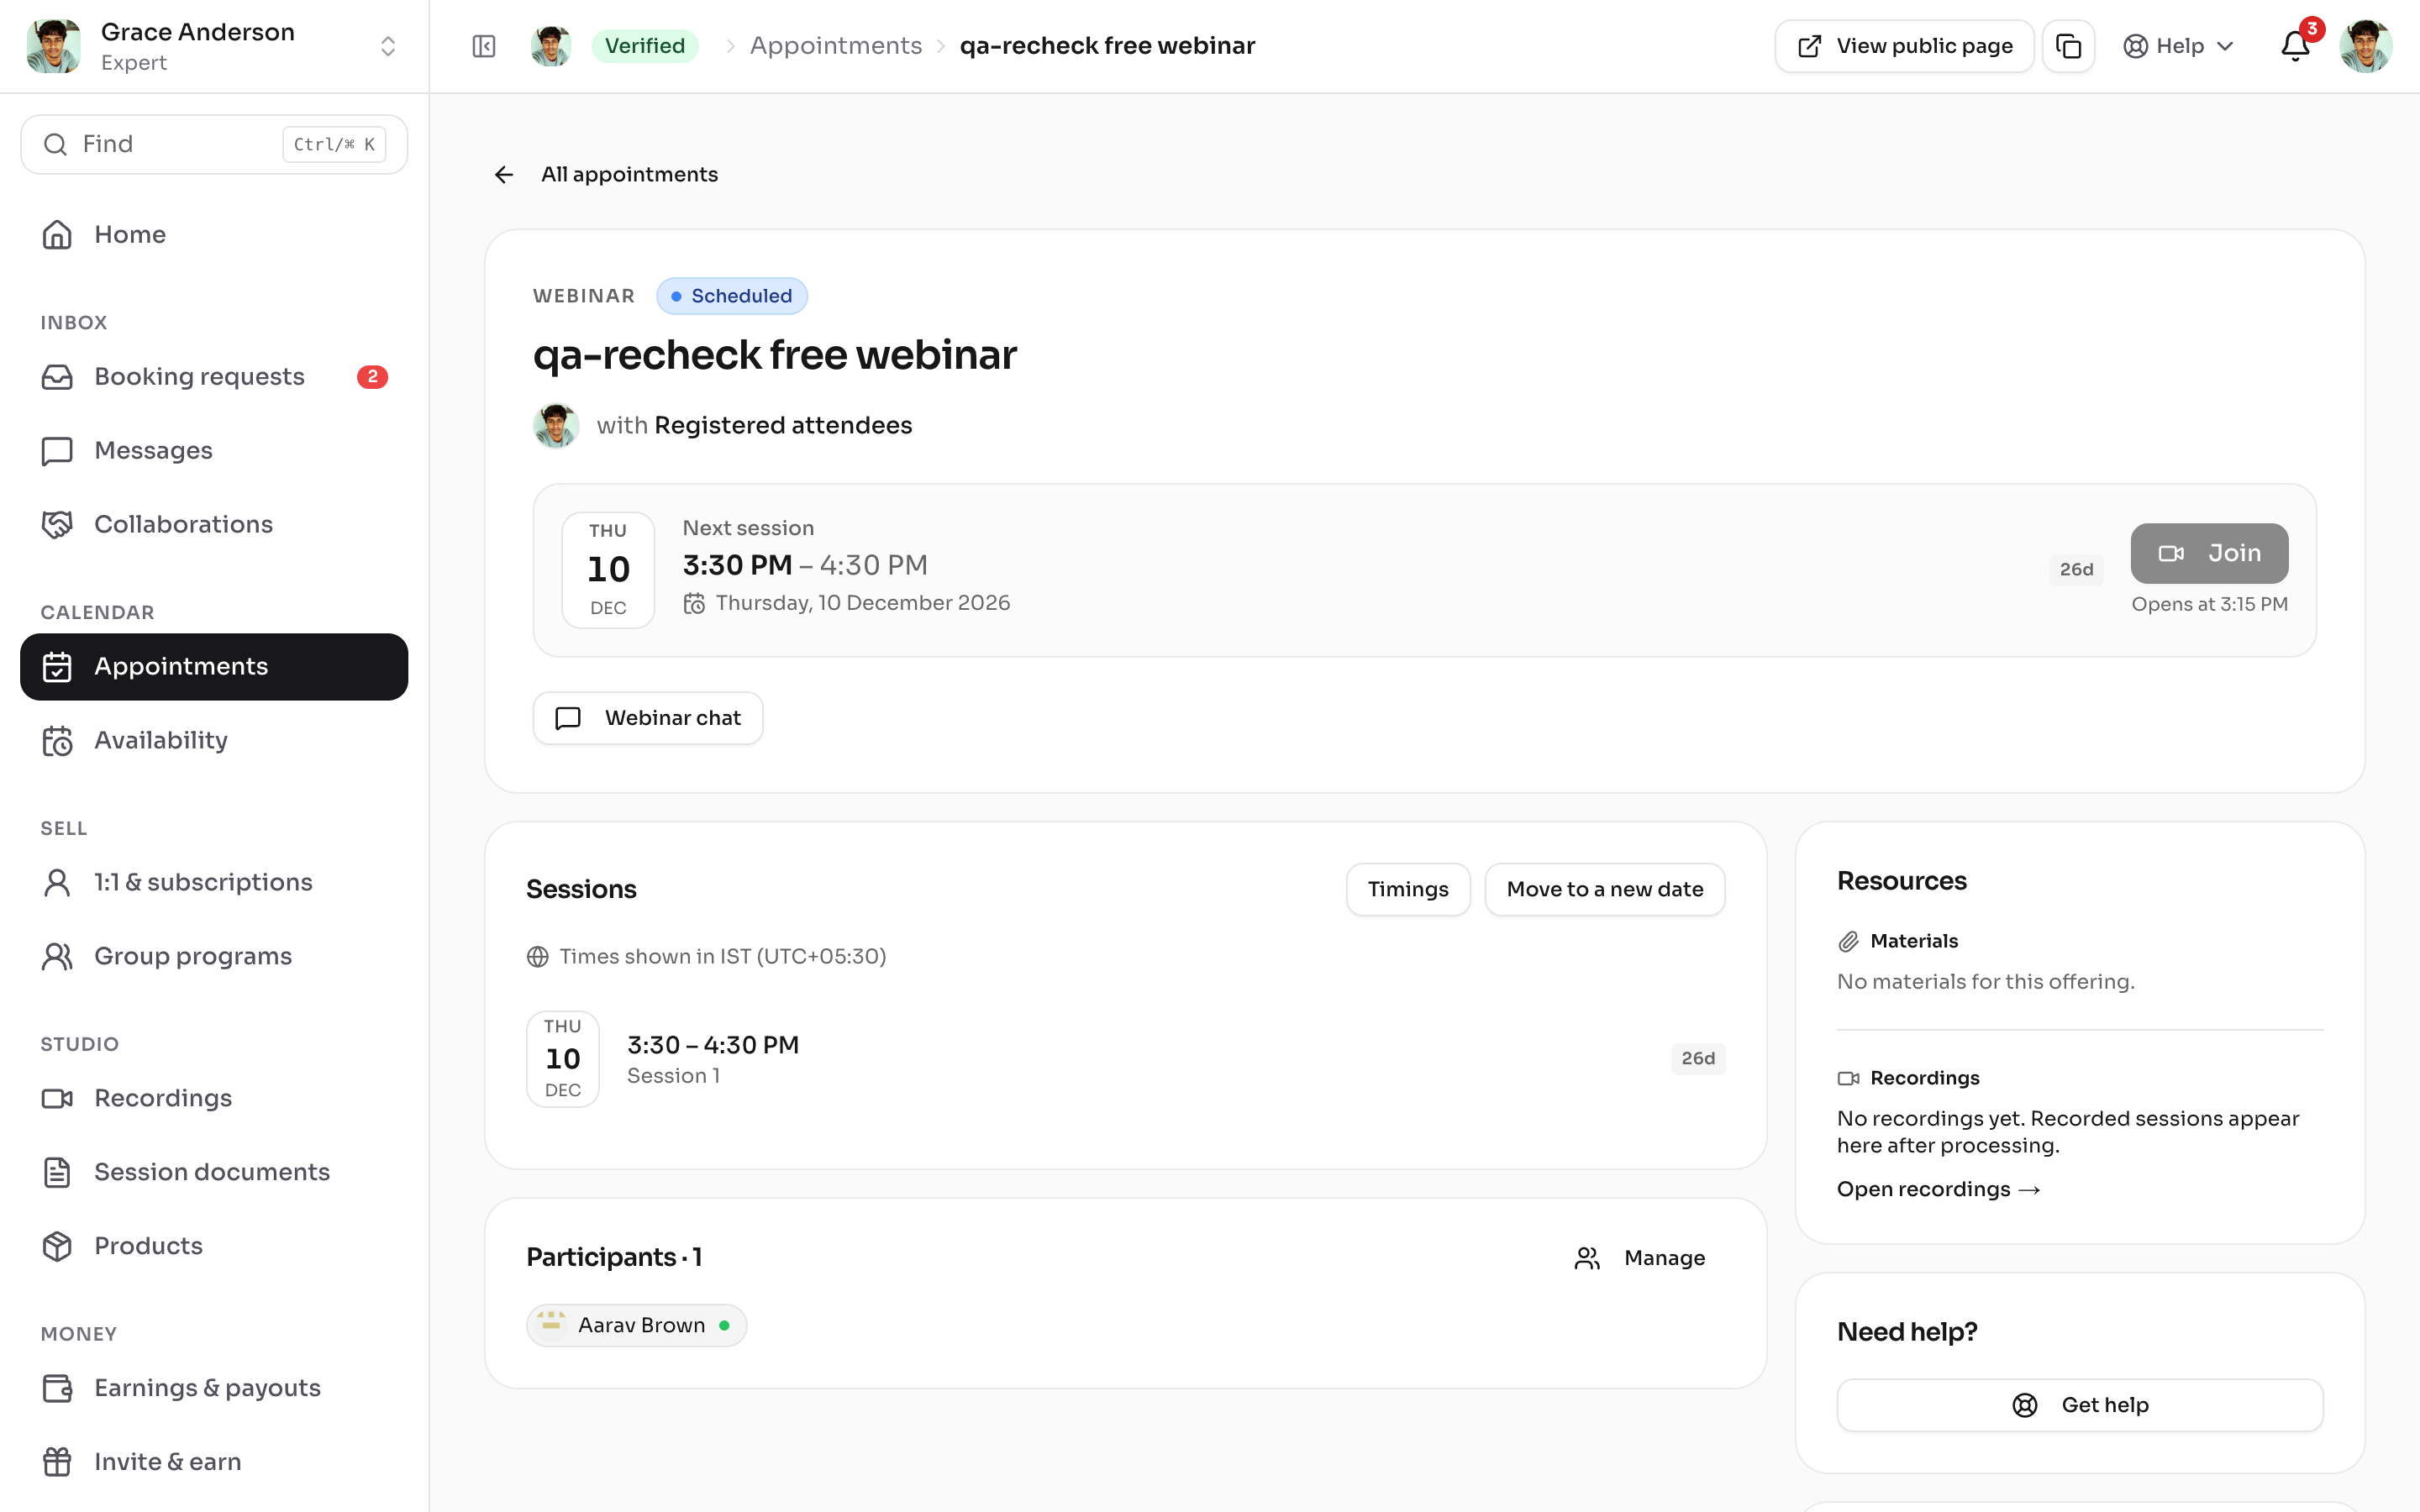 Grace Anderson
Expert
Verified
Appointments
qa-recheck free webinar
View public page
Help
3
Find
Ctrl/⌘ K
Home
INBOX
Booking requests
2
Messages
Collaborations
CALENDAR
Appointments
Availability
SELL
1:1 & subscriptions
Group programs
STUDIO
Recordings
Session documents
Products
MONEY
Earnings & payouts
Invite & earn
All appointments
WEBINAR
Scheduled
qa-recheck free webinar
with Registered attendees
THU
10
DEC
Next session
3:30 PM – 4:30 PM
Thursday, 10 December 2026
26d
Join
Opens at 3:15 PM
Webinar chat
Sessions
Timings
Move to a new date
Times shown in IST (UTC+05:30)
THU
10
DEC
3:30 – 4:30 PM
Session 1
26d
Participants · 1
Manage
Aarav Brown
Resources
Materials
No materials for this offering.
Recordings
No recordings yet. Recorded sessions appear
here after processing.
Open recordings →
Need help?
Get help